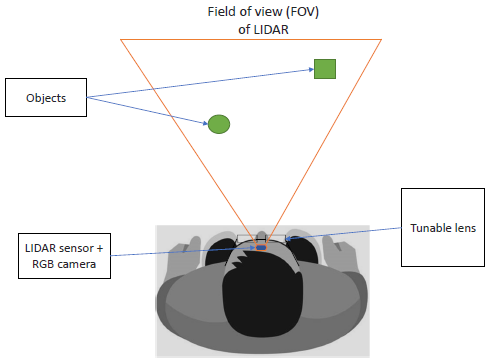 Field of view (FOV)
of LIDAR
Objects
Tunable lens
LIDAR sensor +
RGB camera